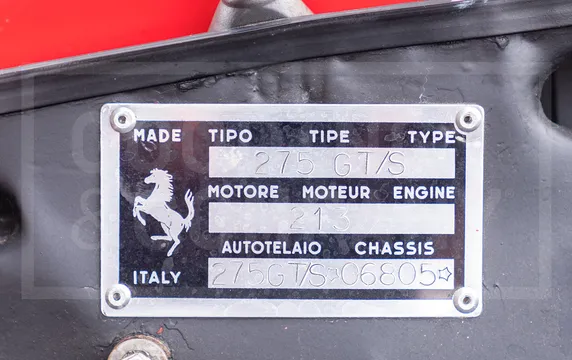 MADE TIPO TIPE TYPE
275 GT/S
MOTORE MOTEUR ENGINE
213
AUTOTELAIO CHASSIS
ITALY 275GT/S 06805